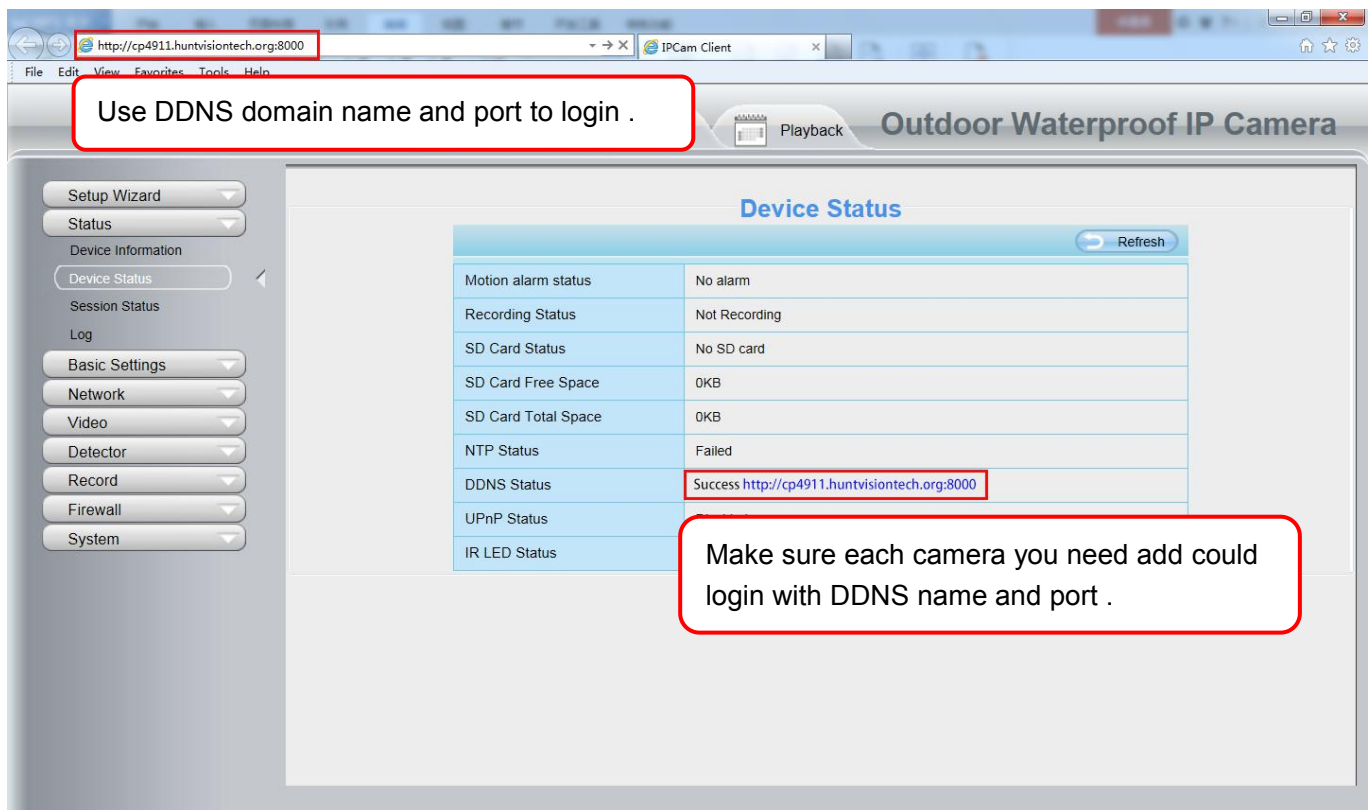 http://cp4911.huntvisiontech.org:8000
IPCam Client
File Edit View Favorites Tools Help
Use DDNS domain name and port to login .
Playback
Outdoor Waterproof IP Camera
Setup Wizard
Status
Device Information
Device Status
Session Status
Log
Basic Settings
Network
Video
Detector
Record
Firewall
System
Device Status
Refresh
Motion alarm status No alarm
Recording Status Not Recording
SD Card Status No SD card
SD Card Free Space 0KB
SD Card Total Space 0KB
NTP Status Failed
DDNS Status Success http://cp4911.huntvisiontech.org:8000
UPnP Status
IR LED Status
Make sure each camera you need add could
login with DDNS name and port .